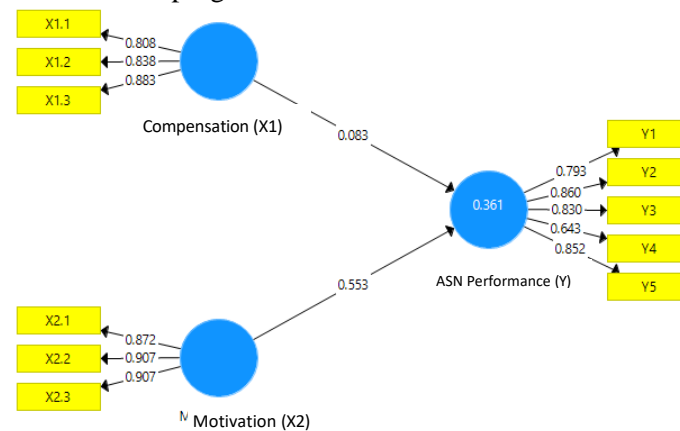 X1.1
X1.2
X1.3
0.808
0.838
0.883
Compensation (X1)
0.083
0.361
ASN Performance (Y)
0.793
0.860
0.830
0.643
0.852
Y1
Y2
Y3
Y4
Y5
0.553
X2.1
X2.2
X2.3
0.872
0.907
0.907
Motivation (X2)